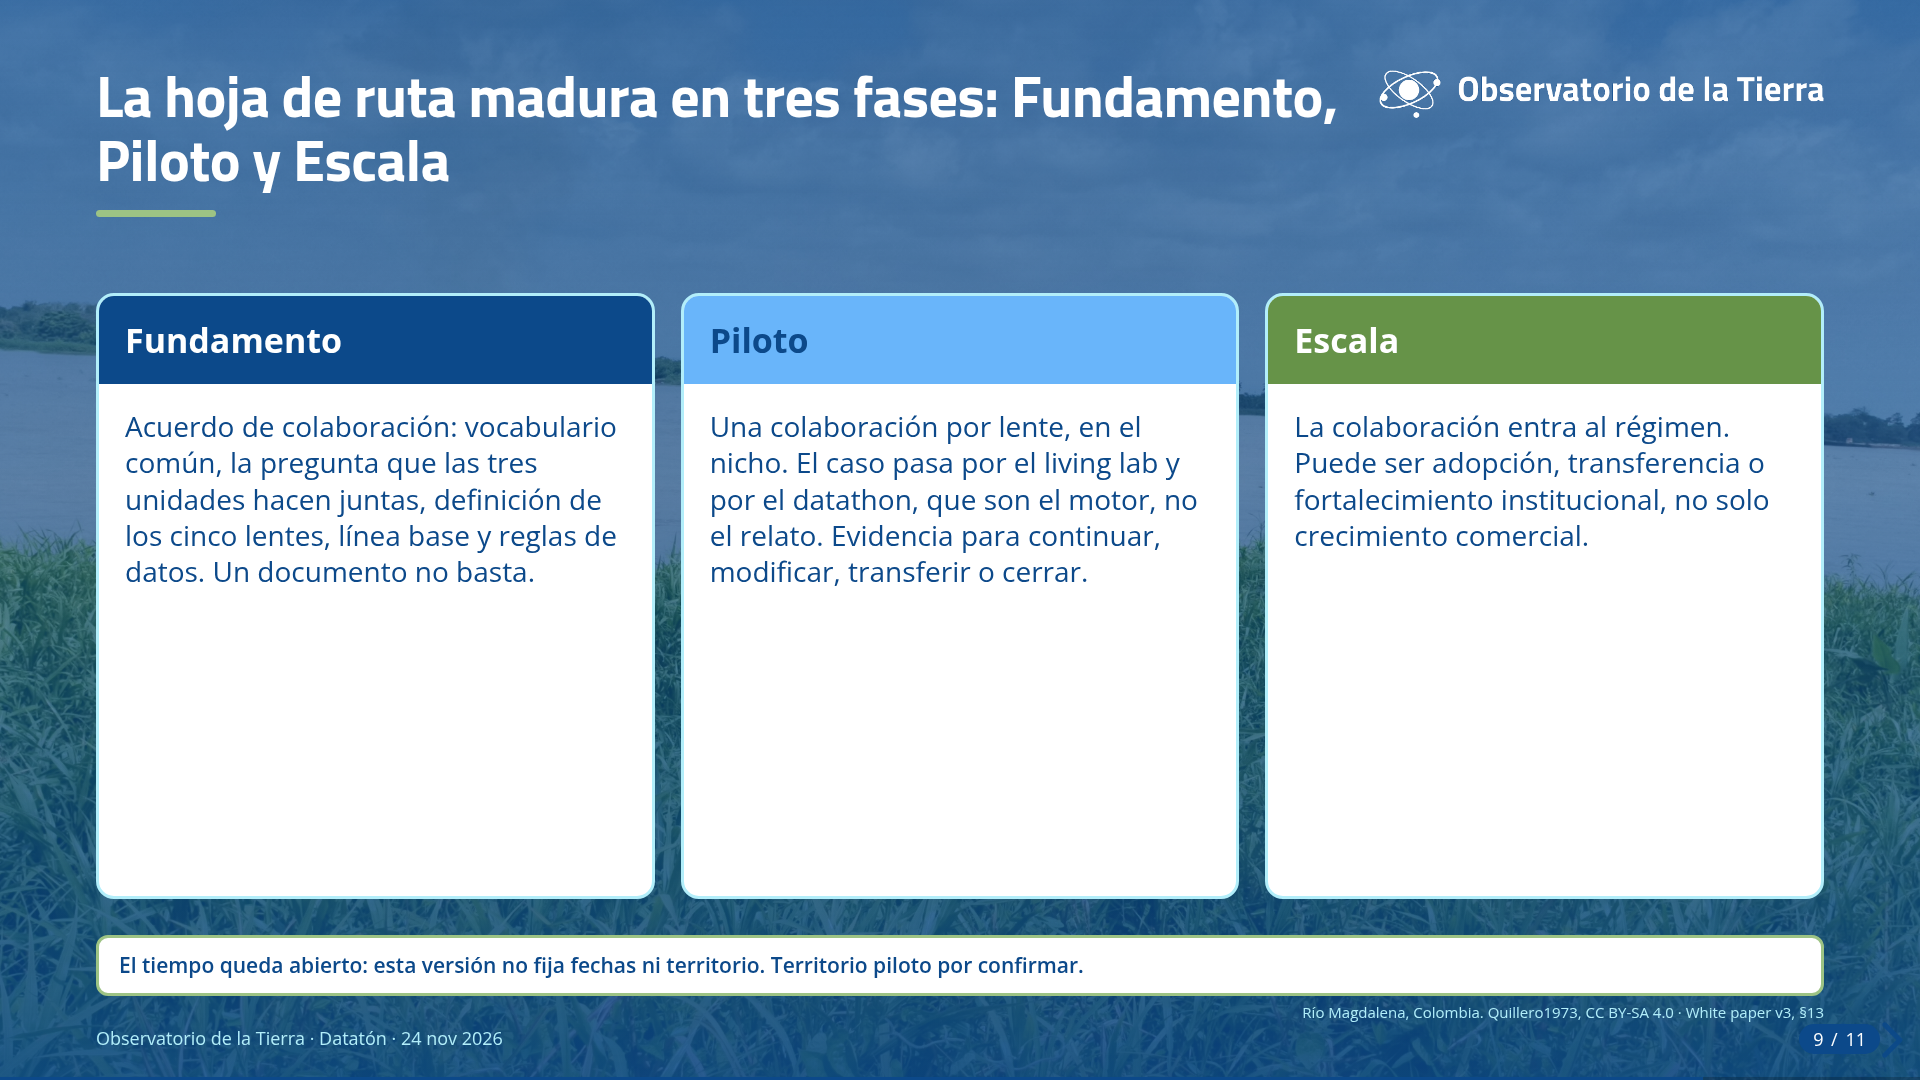 La hoja de ruta madura en tres fases: Fundamento,
Piloto y Escala
Observatorio de la Tierra
Fundamento
Acuerdo de colaboración: vocabulario
común, la pregunta que las tres
unidades hacen juntas, definición de
los cinco lentes, línea base y reglas de
datos. Un documento no basta.
Piloto
Una colaboración por lente, en el
nicho. El caso pasa por el living lab y
por el datathon, que son el motor, no
el relato. Evidencia para continuar,
modificar, transferir o cerrar.
Escala
La colaboración entra al régimen.
Puede ser adopción, transferencia o
fortalecimiento institucional, no solo
crecimiento comercial.
El tiempo queda abierto: esta versión no fija fechas ni territorio. Territorio piloto por confirmar.
Río Magdalena, Colombia. Quillero1973, CC BY-SA 4.0 · White paper v3, §13
Observatorio de la Tierra · Datatón · 24 nov 2026
9 / 11